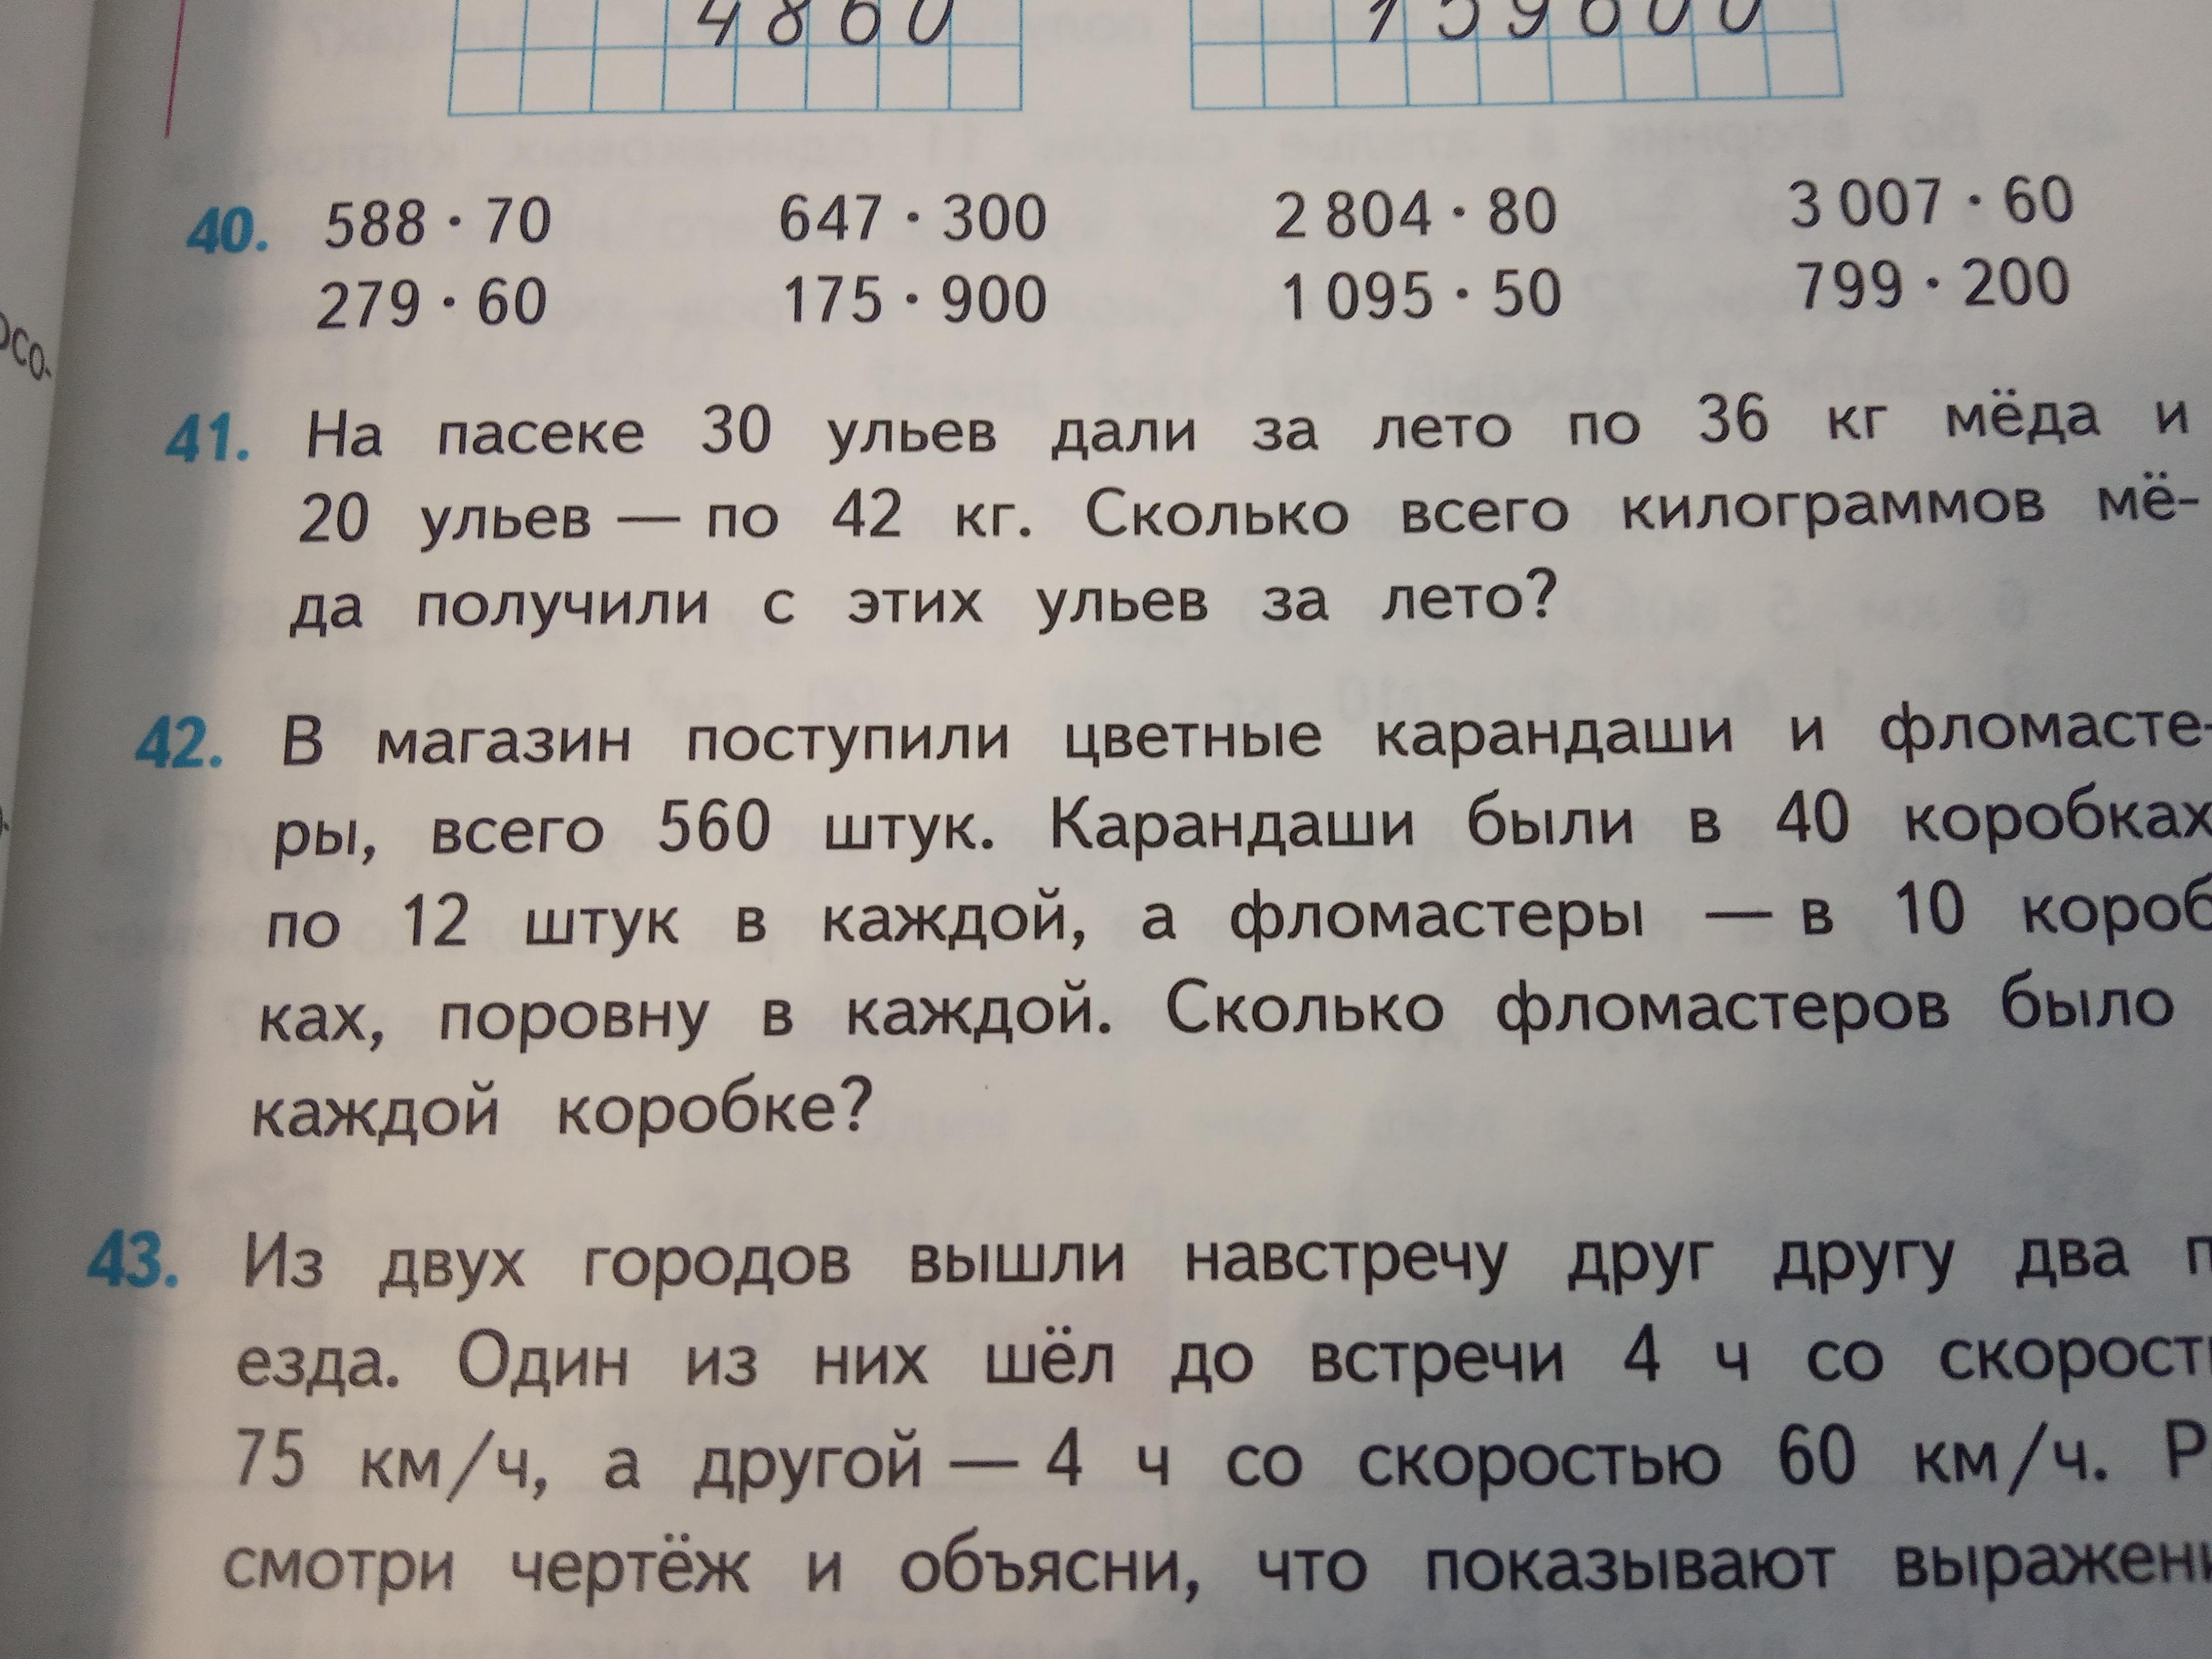 4860
159600
40. 588 · 70 647 · 300 2 804 · 80 3 007 · 60
279 · 60 175 · 900 1 095 · 50 799 · 200
41. На пасеке 30 ульев дали за лето по 36 кг мёда и
20 ульев — по 42 кг. Сколько всего килограммов мё-
да получили с этих ульев за лето?
42. В магазин поступили цветные карандаши и фломасте-
ры, всего 560 штук. Карандаши были в 40 коробках
по 12 штук в каждой, а фломастеры — в 10 короб
ках, поровну в каждой. Сколько фломастеров было
каждой коробке?
43. Из двух городов вышли навстречу друг другу два п
езда. Один из них шёл до встречи 4 ч со скорост
75 км/ч, а другой — 4 ч со скоростью 60 км/ч. Р
смотри чертёж и объясни, что показывают выражен